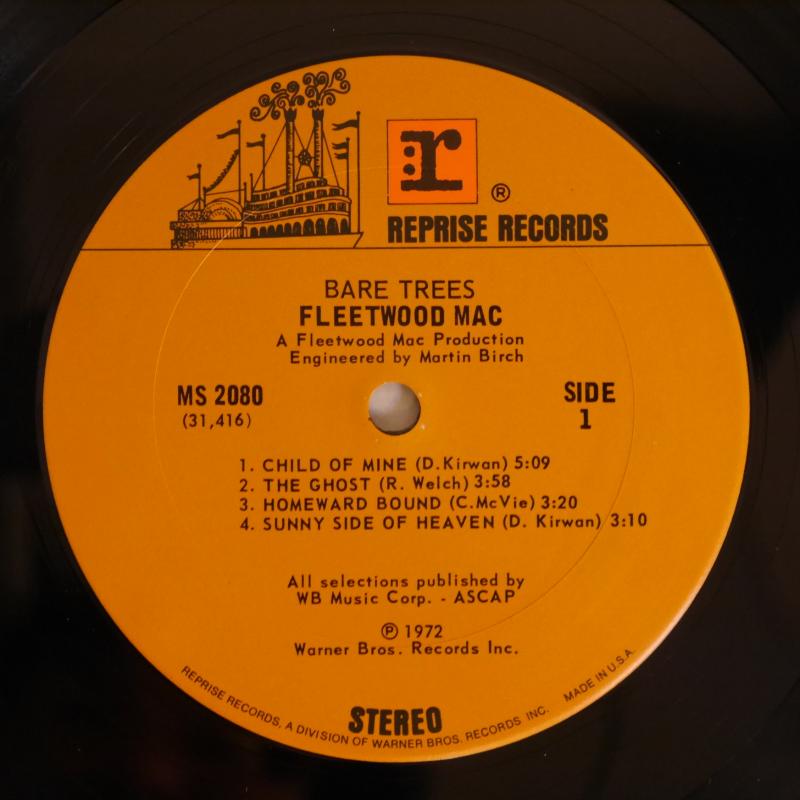 r
®
REPRISE RECORDS
BARE TREES
FLEETWOOD MAC
A Fleetwood Mac Production
Engineered by Martin Birch
MS 2080
(31,416)
SIDE
1
1. CHILD OF MINE (D.Kirwan) 5:09
2. THE GHOST (R. Welch) 3:58
3. HOMEWARD BOUND (C.McVie) 3:20
4. SUNNY SIDE OF HEAVEN (D. Kirwan) 3:10
All selections published by
WB Music Corp. - ASCAP
℗ 1972
Warner Bros. Records Inc.
STEREO
REPRISE RECORDS, A DIVISION OF WARNER BROS. RECORDS INC. MADE IN U.S.A.